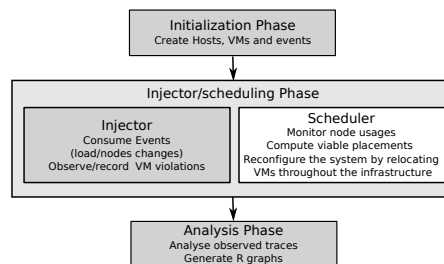 Initialization Phase
Create Hosts, VMs and events
Injector/scheduling Phase
Injector
Consume Events
(load/nodes changes)
Observe/record VM violations
Scheduler
Monitor node usages
Compute viable placements
Reconfigure the system by relocating
VMs throughout the infrastructure
Analysis Phase
Analyse observed traces
Generate R graphs